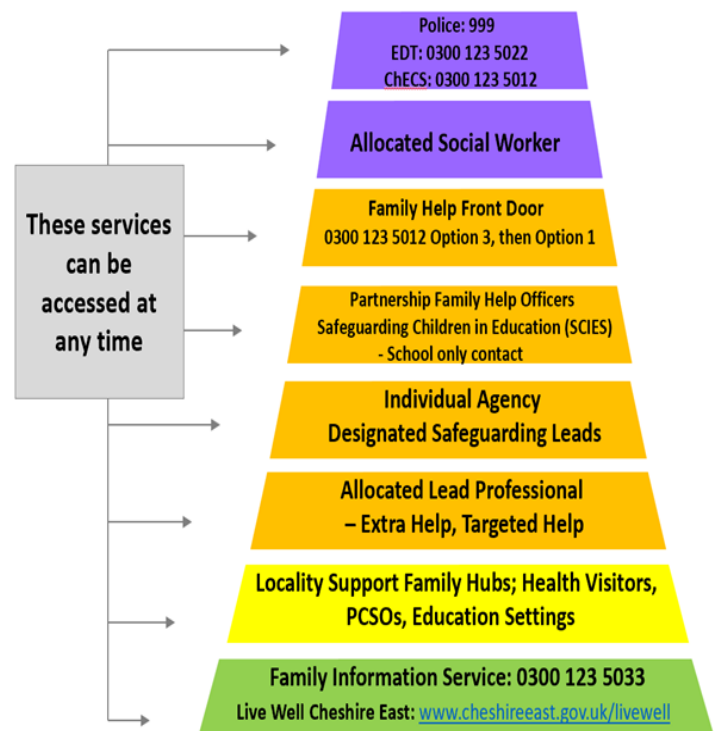 Police: 999
EDT: 0300 123 5022
ChECS: 0300 123 5012
Allocated Social Worker
These services
can be
accessed at
any time
Family Help Front Door
0300 123 5012 Option 3, then Option 1
Partnership Family Help Officers
Safeguarding Children in Education (SCIES)
- School only contact
Individual Agency
Designated Safeguarding Leads
Allocated Lead Professional
– Extra Help, Targeted Help
Locality Support Family Hubs; Health Visitors,
PCSOs, Education Settings
Family Information Service: 0300 123 5033
Live Well Cheshire East: www.cheshireeast.gov.uk/livewell